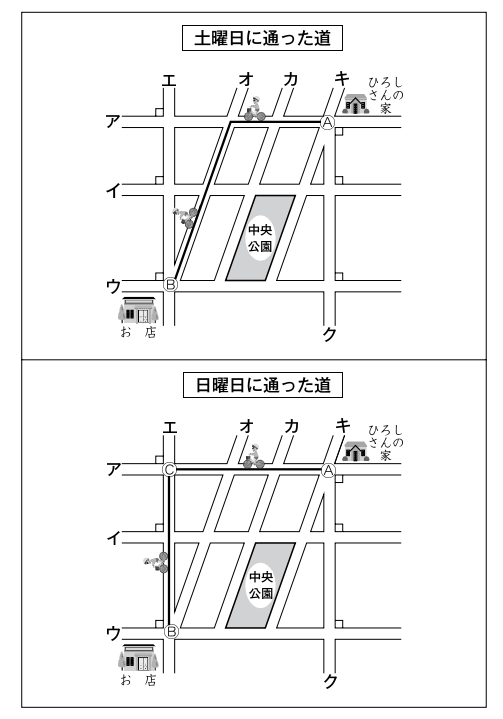 土曜日に通った道
エ オ カ キ
ひろし
さんの
家
ア
Ⓐ
イ
中央
公園
ウ
Ⓑ
お店
ク
日曜日に通った道
エ オ カ キ
ひろし
さんの
家
ア
Ⓒ Ⓐ
イ
中央
公園
ウ
Ⓑ
お店
ク